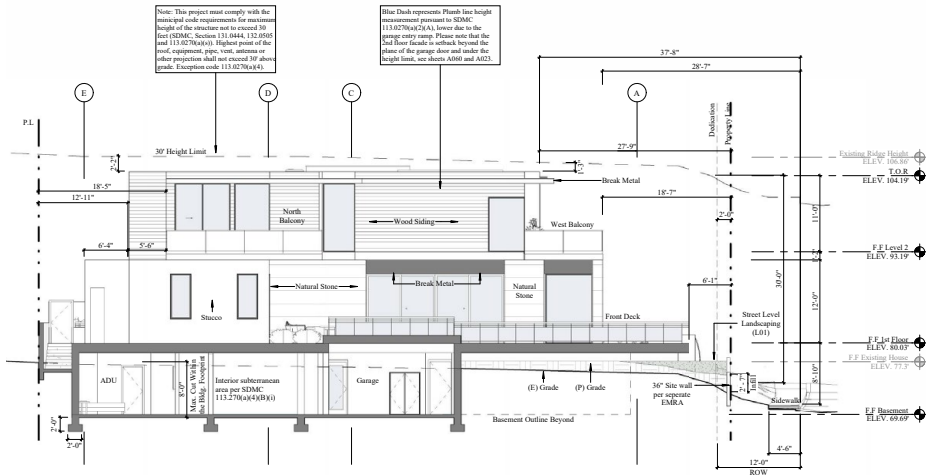 Note: This project must comply with the
minicipal code requirements for maximum
height of the structure not to exceed 30
feet (SDMC, Section 131.0444, 132.0505
and 113.0270(a)(s)). Highest point of the
roof, equipment, pipe, vent, antenna or
other projection shall not exceed 30' above
grade. Exception code 113.0270(a)(4).
Blue Dash represents Plumb line height
measurement pursuant to SDMC
113.0270(a)(2)(A), lower due to the
garage entry ramp. Please note that the
2nd floor facade is setback beyond the
plane of the garage door and under the
height limit, see sheets A060 and A023.
37'-8"
28'-7"
E
D
C
A
P.L
Dedication
Property Line
30' Height Limit
27'-9"
2'-2"
1'-3"
Existing Ridge Height
ELEV. 106.86'
T.O.R
ELEV. 104.19'
Break Metal
18'-5"
12'-11"
18'-7"
2'-0"
11'-0"
North
Balcony
Wood Siding
West Balcony
6'-4"
5'-6"
F.F Level 2
ELEV. 93.19'
30'-0"
Natural Stone
Break Metal
Natural
Stone
6'-1"
12'-0"
Stucco
Front Deck
Street Level
Landscaping
(L01)
F.F 1st Floor
ELEV. 80.03'
F.F Existing House
ELEV. 77.3'
ADU
8'-0"
Max. Cut Within
the Bldg. Footprint
Interior subterranean
area per SDMC
113.270(a)(4)(B)(i)
Garage
(E) Grade
(P) Grade
36" Site wall
per seperate
EMRA
2'-7"
Infill
8'-10"
Sidewalk
Basement Outline Beyond
F.F Basement
ELEV. 69.69'
2'-0"
2'-0"
4'-6"
12'-0"
ROW